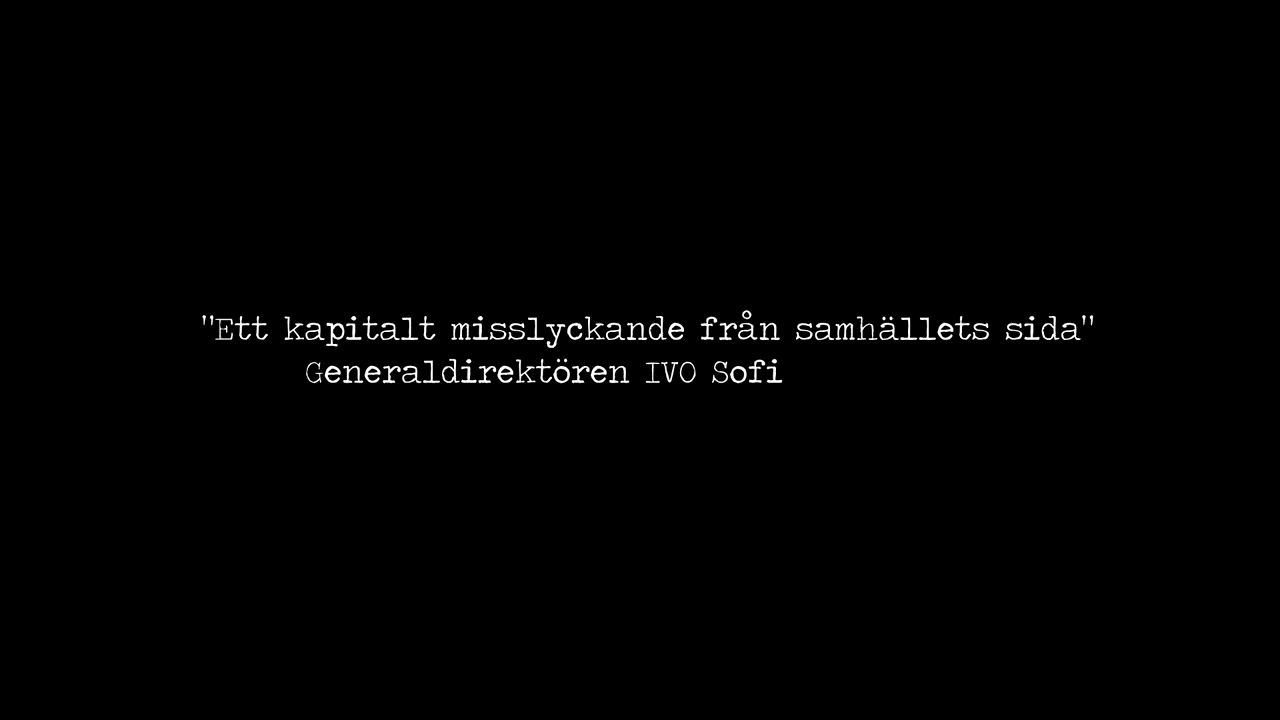 "Ett kapitalt misslyckande från samhällets sida"
Generaldirektören IVO Sofi